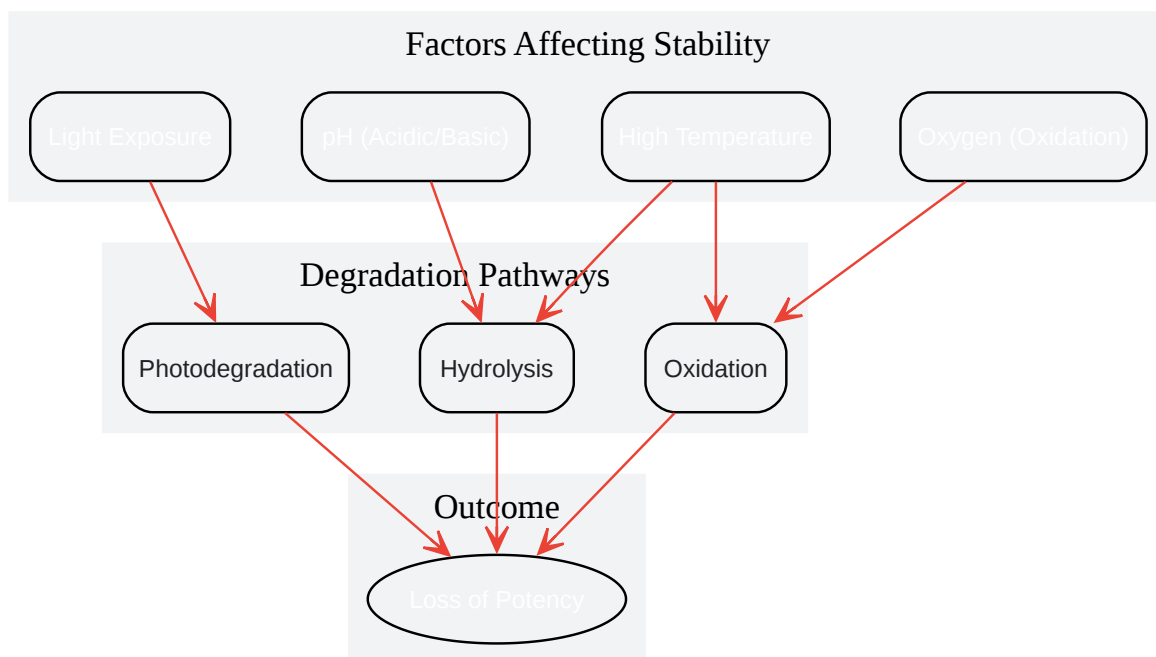 Factors Affecting Stability
Light Exposure
pH (Acidic/Basic)
High Temperature
Oxygen (Oxidation)
Degradation Pathways
Photodegradation
Hydrolysis
Oxidation
Outcome
Loss of Potency